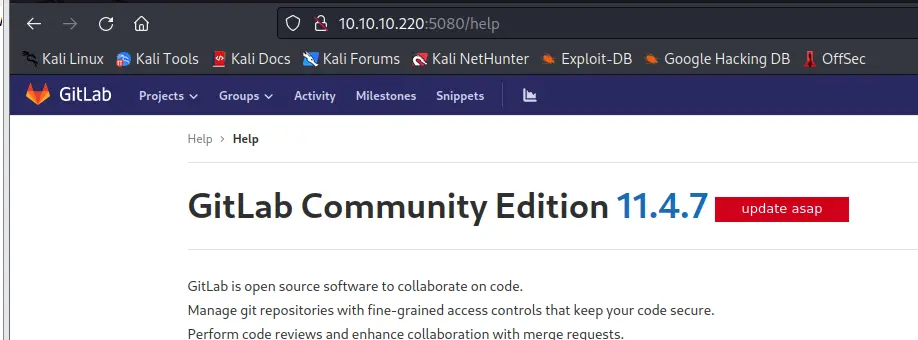 10.10.10.220:5080/help
Kali Linux Kali Tools Kali Docs Kali Forums Kali NetHunter Exploit-DB Google Hacking DB OffSec
GitLab Projects Groups Activity Milestones Snippets
Help › Help
GitLab Community Edition 11.4.7 update asap
GitLab is open source software to collaborate on code.
Manage git repositories with fine-grained access controls that keep your code secure.
Perform code reviews and enhance collaboration with merge requests.